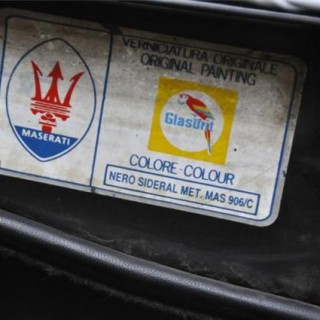 VERNICIATURA ORIGINALE
ORIGINAL PAINTING
MASERATI
Glasurit
COLORE-COLOUR
NERO SIDERAL MET. MAS 906/C